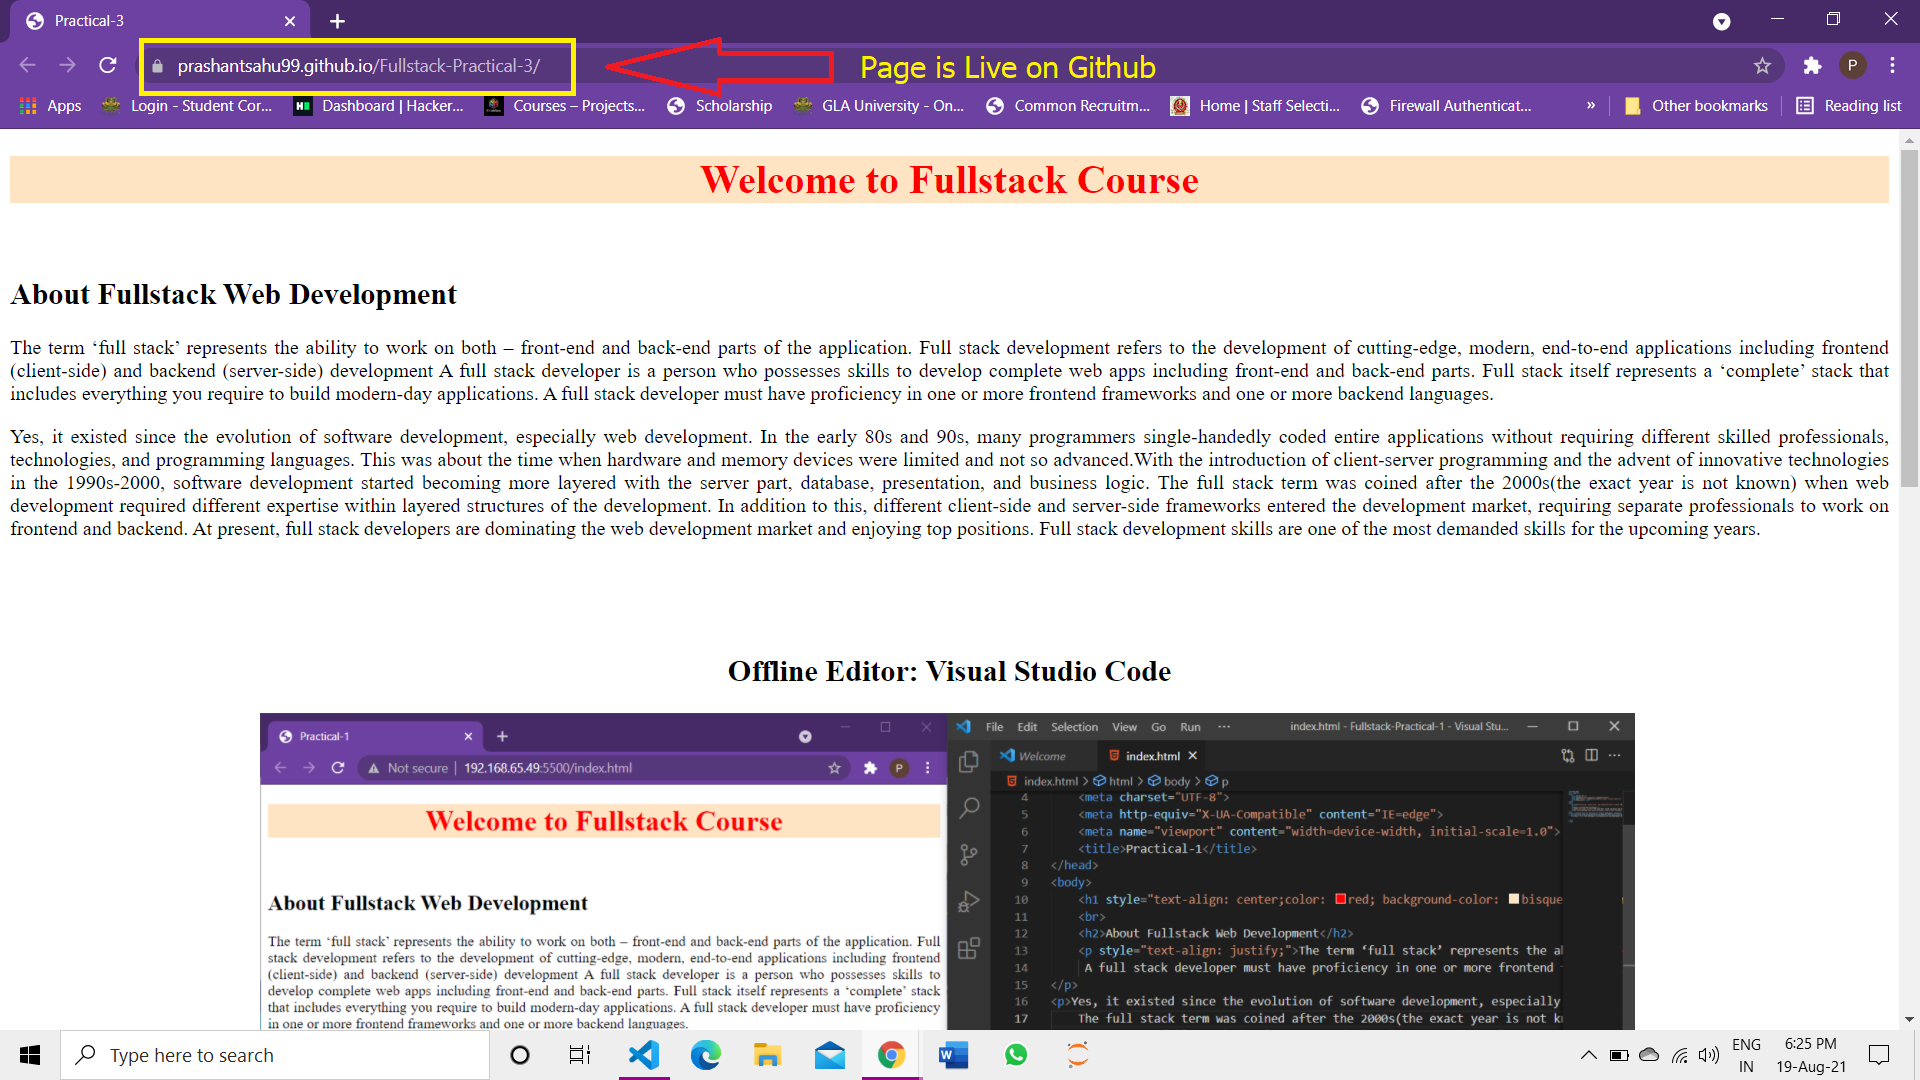 Practical-3
prashantsahu99.github.io/Fullstack-Practical-3/
Page is Live on Github
P
Apps
Login - Student Cor...
Dashboard | Hacker...
Courses – Projects...
Scholarship
GLA University - On...
Common Recruitm...
Home | Staff Selecti...
Firewall Authenticat...
»
Other bookmarks
Reading list
Welcome to Fullstack Course
About Fullstack Web Development
The term ‘full stack’ represents the ability to work on both – front-end and back-end parts of the application. Full stack development refers to the development of cutting-edge, modern, end-to-end applications including frontend
(client-side) and backend (server-side) development A full stack developer is a person who possesses skills to develop complete web apps including front-end and back-end parts. Full stack itself represents a ‘complete’ stack that
includes everything you require to build modern-day applications. A full stack developer must have proficiency in one or more frontend frameworks and one or more backend languages.
Yes, it existed since the evolution of software development, especially web development. In the early 80s and 90s, many programmers single-handedly coded entire applications without requiring different skilled professionals,
technologies, and programming languages. This was about the time when hardware and memory devices were limited and not so advanced.With the introduction of client-server programming and the advent of innovative technologies
in the 1990s-2000, software development started becoming more layered with the server part, database, presentation, and business logic. The full stack term was coined after the 2000s(the exact year is not known) when web
development required different expertise within layered structures of the development. In addition to this, different client-side and server-side frameworks entered the development market, requiring separate professionals to work on
frontend and backend. At present, full stack developers are dominating the web development market and enjoying top positions. Full stack development skills are one of the most demanded skills for the upcoming years.
Offline Editor: Visual Studio Code
Practical-1
Not secure | 192.168.65.49:5500/index.html
P
Welcome to Fullstack Course
About Fullstack Web Development
The term ‘full stack’ represents the ability to work on both – front-end and back-end parts of the application. Full
stack development refers to the development of cutting-edge, modern, end-to-end applications including frontend
(client-side) and backend (server-side) development A full stack developer is a person who possesses skills to
develop complete web apps including front-end and back-end parts. Full stack itself represents a ‘complete’ stack
that includes everything you require to build modern-day applications. A full stack developer must have proficiency
in one or more frontend frameworks and one or more backend languages.
File Edit Selection View Go Run ···
index.html - Fullstack-Practical-1 - Visual Stu...
Welcome
index.html
index.html > html > body > p
4 <meta charset="UTF-8">
5 <meta http-equiv="X-UA-Compatible" content="IE=edge">
6 <meta name="viewport" content="width=device-width, initial-scale=1.0">
7 <title>Practical-1</title>
8 </head>
9 <body>
10 <h1 style="text-align: center;color: red; background-color: bisque
11 <br>
12 <h2>About Fullstack Web Development</h2>
13 <p style="text-align: justify;">The term ‘full stack’ represents the
14 A full stack developer must have proficiency in one or more frontend
15 </p>
16 <p>Yes, it existed since the evolution of software development, especially
17 The full stack term was coined after the 2000s(the exact year is not
Type here to search
ENG
IN
6:25 PM
19-Aug-21